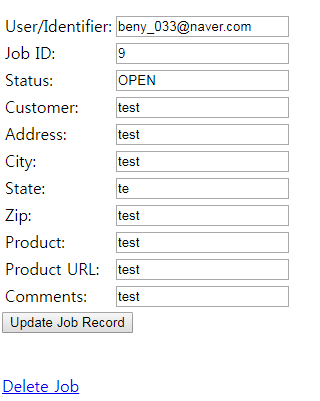 User/Identifier: beny_033@naver.com
Job ID: 9
Status: OPEN
Customer: test
Address: test
City: test
State: te
Zip: test
Product: test
Product URL: test
Comments: test
Update Job Record
Delete Job